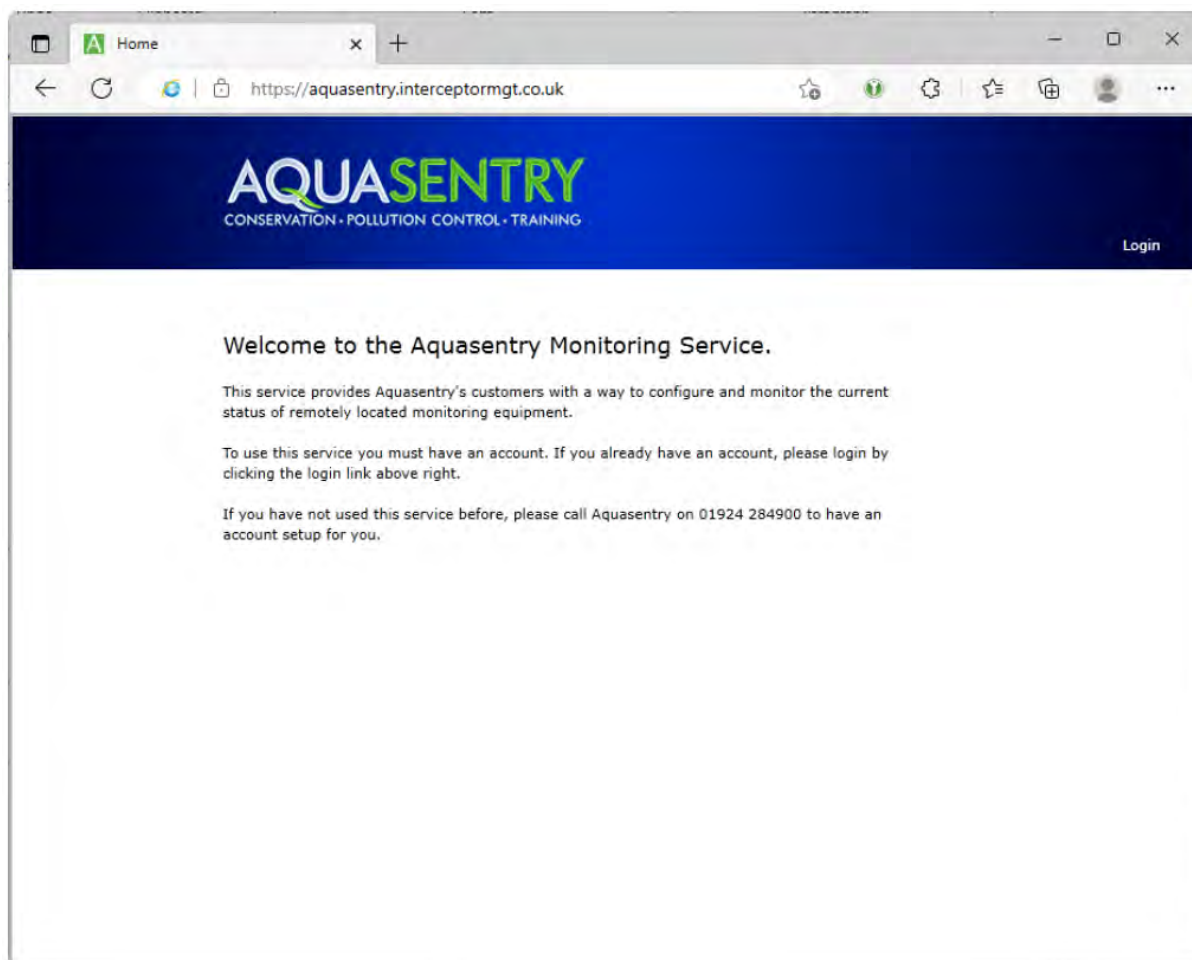 Home
https://aquasentry.interceptormgt.co.uk
AQUASENTRY
CONSERVATION • POLLUTION CONTROL • TRAINING
Login
Welcome to the Aquasentry Monitoring Service.
This service provides Aquasentry's customers with a way to configure and monitor the current
status of remotely located monitoring equipment.
To use this service you must have an account. If you already have an account, please login by
clicking the login link above right.
If you have not used this service before, please call Aquasentry on 01924 284900 to have an
account setup for you.